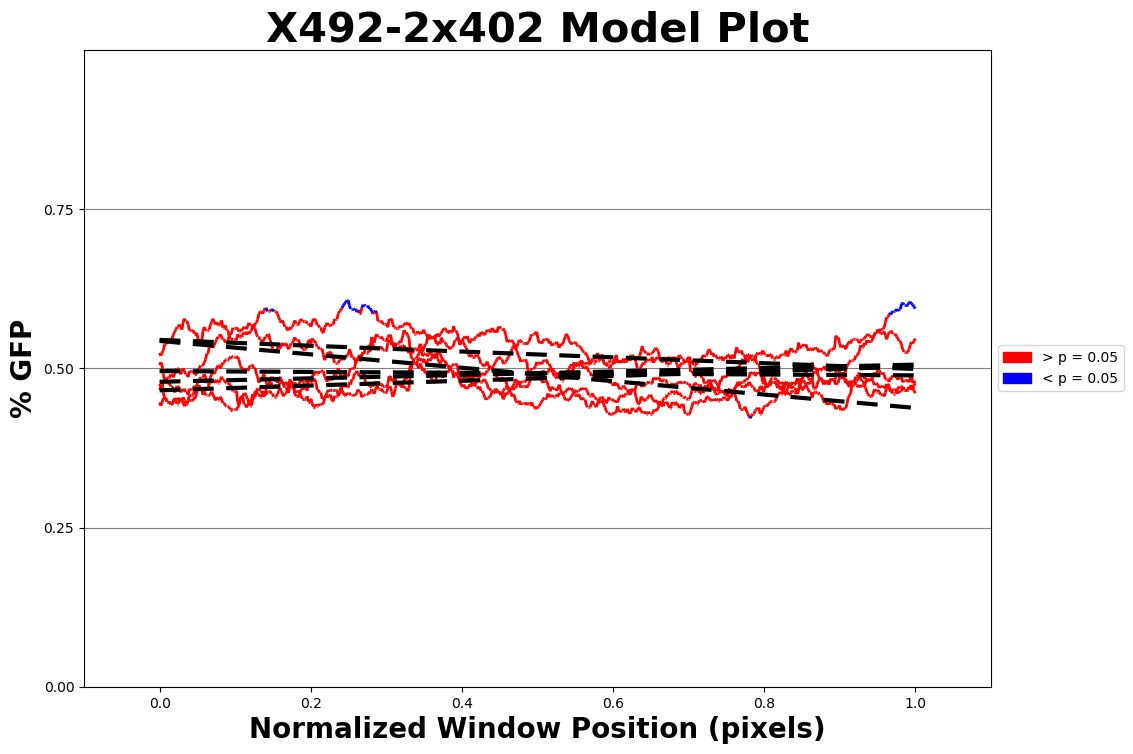 X492-2x402 Model Plot
% GFP
0.75
0.50
0.25
0.00
> p = 0.05
< p = 0.05
0.0 0.2 0.4 0.6 0.8 1.0
Normalized Window Position (pixels)